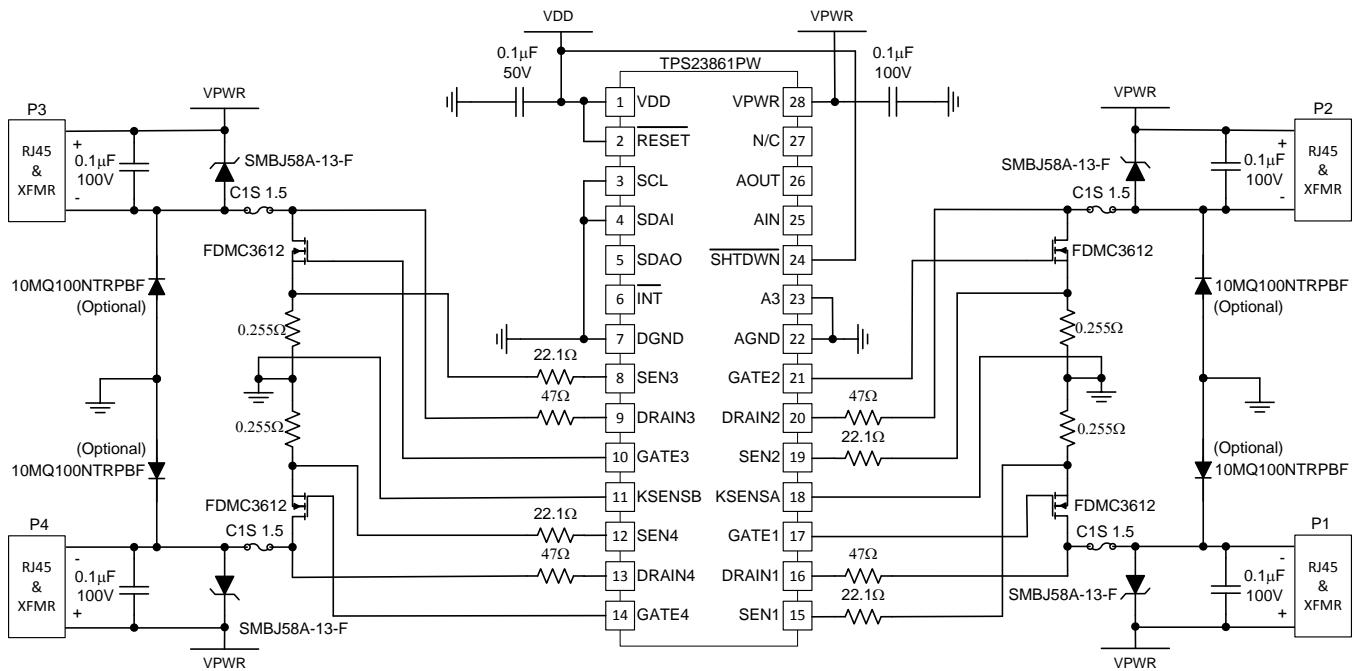 VDD
VPWR
0.1μF
50V
0.1μF
100V
TPS23861PW
P3
RJ45
&
XFMR
+
-
0.1μF
100V
VPWR
SMBJ58A-13-F
C1S 1.5
FDMC3612
10MQ100NTRPBF
(Optional)
0.255Ω
0.255Ω
(Optional)
10MQ100NTRPBF
FDMC3612
C1S 1.5
P4
RJ45
&
XFMR
-
+
0.1μF
100V
SMBJ58A-13-F
VPWR
22.1Ω
47Ω
22.1Ω
47Ω
1 VDD
2 RESET
3 SCL
4 SDAI
5 SDAO
6 INT
7 DGND
8 SEN3
9 DRAIN3
10 GATE3
11 KSENSB
12 SEN4
13 DRAIN4
14 GATE4
VPWR 28
N/C 27
AOUT 26
AIN 25
SHTDWN 24
A3 23
AGND 22
GATE2 21
DRAIN2 20
SEN2 19
KSENSA 18
GATE1 17
DRAIN1 16
SEN1 15
47Ω
22.1Ω
47Ω
22.1Ω
VPWR
P2
RJ45
&
XFMR
+
-
0.1μF
100V
SMBJ58A-13-F
C1S 1.5
FDMC3612
10MQ100NTRPBF
(Optional)
0.255Ω
0.255Ω
(Optional)
10MQ100NTRPBF
FDMC3612
C1S 1.5
P1
RJ45
&
XFMR
-
+
0.1μF
100V
SMBJ58A-13-F
VPWR